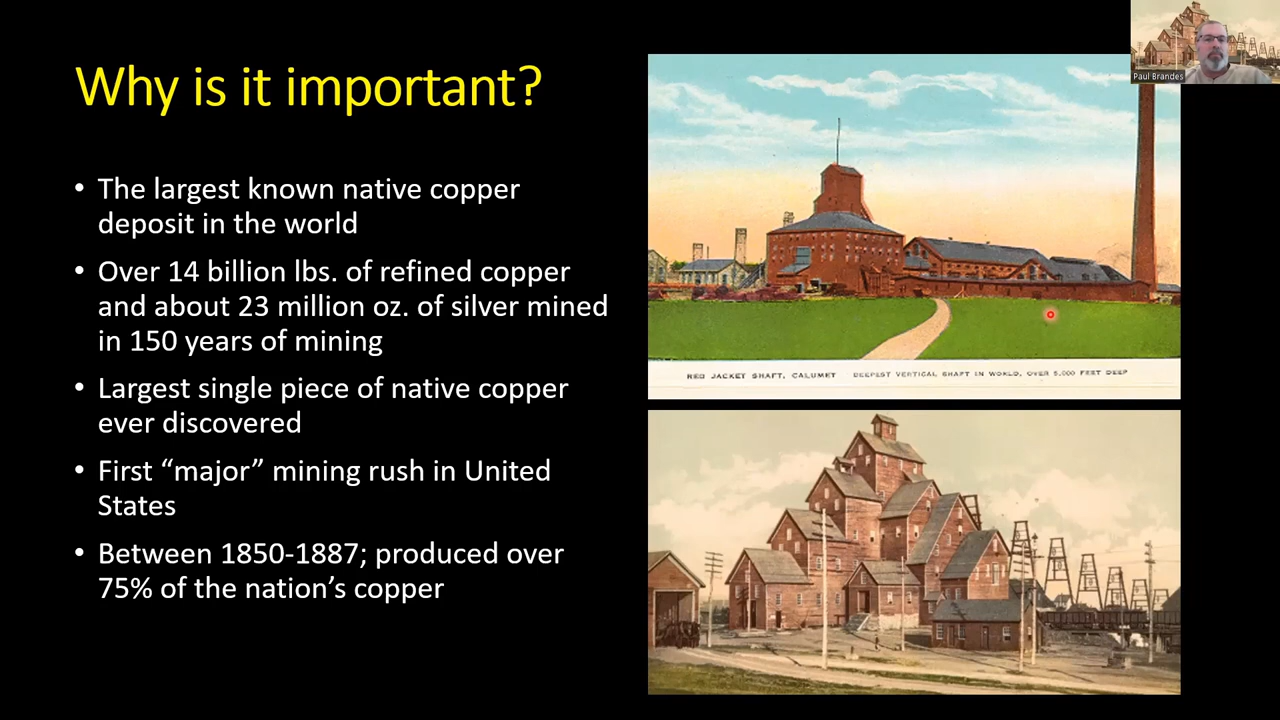 Why is it important?
• The largest known native copper
deposit in the world
• Over 14 billion lbs. of refined copper
and about 23 million oz. of silver mined
in 150 years of mining
• Largest single piece of native copper
ever discovered
• First “major” mining rush in United
States
• Between 1850-1887; produced over
75% of the nation’s copper
Paul Brandes
RED JACKET SHAFT, CALUMET DEEPEST VERTICAL SHAFT IN WORLD, OVER 5,000 FEET DEEP